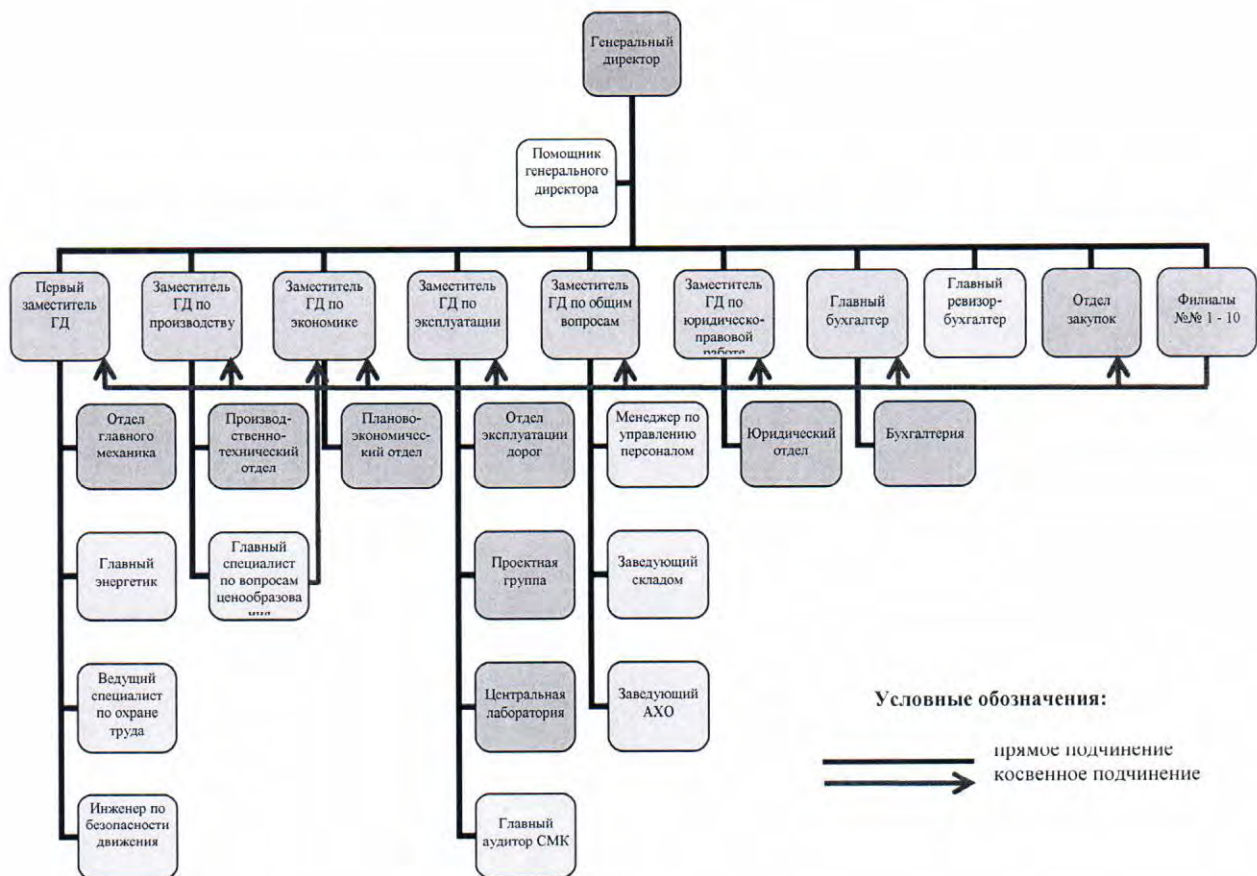 Генеральный
директор
Помощник
генерального
директора
Первый
заместитель
ГД
Заместитель
ГД по
производству
Заместитель
ГД по
экономике
Заместитель
ГД по
эксплуатации
Заместитель
ГД по общим
вопросам
Заместитель
ГД по
юридическо-
правовой
работе
Главный
бухгалтер
Главный
ревизор-
бухгалтер
Отдел
закупок
Филиалы
№№ 1 - 10
Отдел
главного
механика
Производ-
ственно-
технический
отдел
Планово-
экономичес-
кий отдел
Отдел
эксплуатации
дорог
Менеджер по
управлению
персоналом
Юридический
отдел
Бухгалтерия
Главный
энергетик
Главный
специалист
по вопросам
ценообразова
ния
Проектная
группа
Заведующий
складом
Ведущий
специалист
по охране
труда
Центральная
лаборатория
Заведующий
АХО
Инженер по
безопасности
движения
Главный
аудитор СМК
Условные обозначения:
прямое подчинение
косвенное подчинение